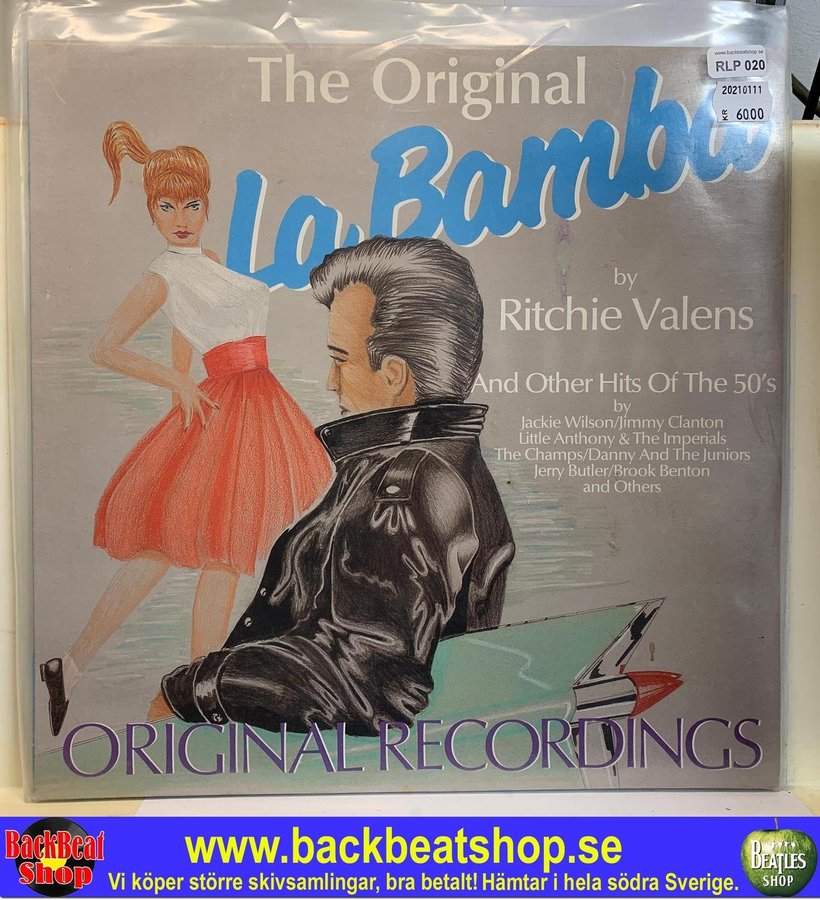 The Original
La Bamba
by
Ritchie Valens
And Other Hits Of The 50's
by
Jackie Wilson/Jimmy Clanton
Little Anthony & The Imperials
The Champs/Danny And The Juniors
Jerry Butler/Brook Benton
and Others
ORIGINAL RECORDINGS
www.backbeatshop.se
RLP 020
20210111
KR 6000
BackBeat
Shop
www.backbeatshop.se
Vi köper större skivsamlingar, bra betalt! Hämtar i hela södra Sverige.
BEATLES
SHOP